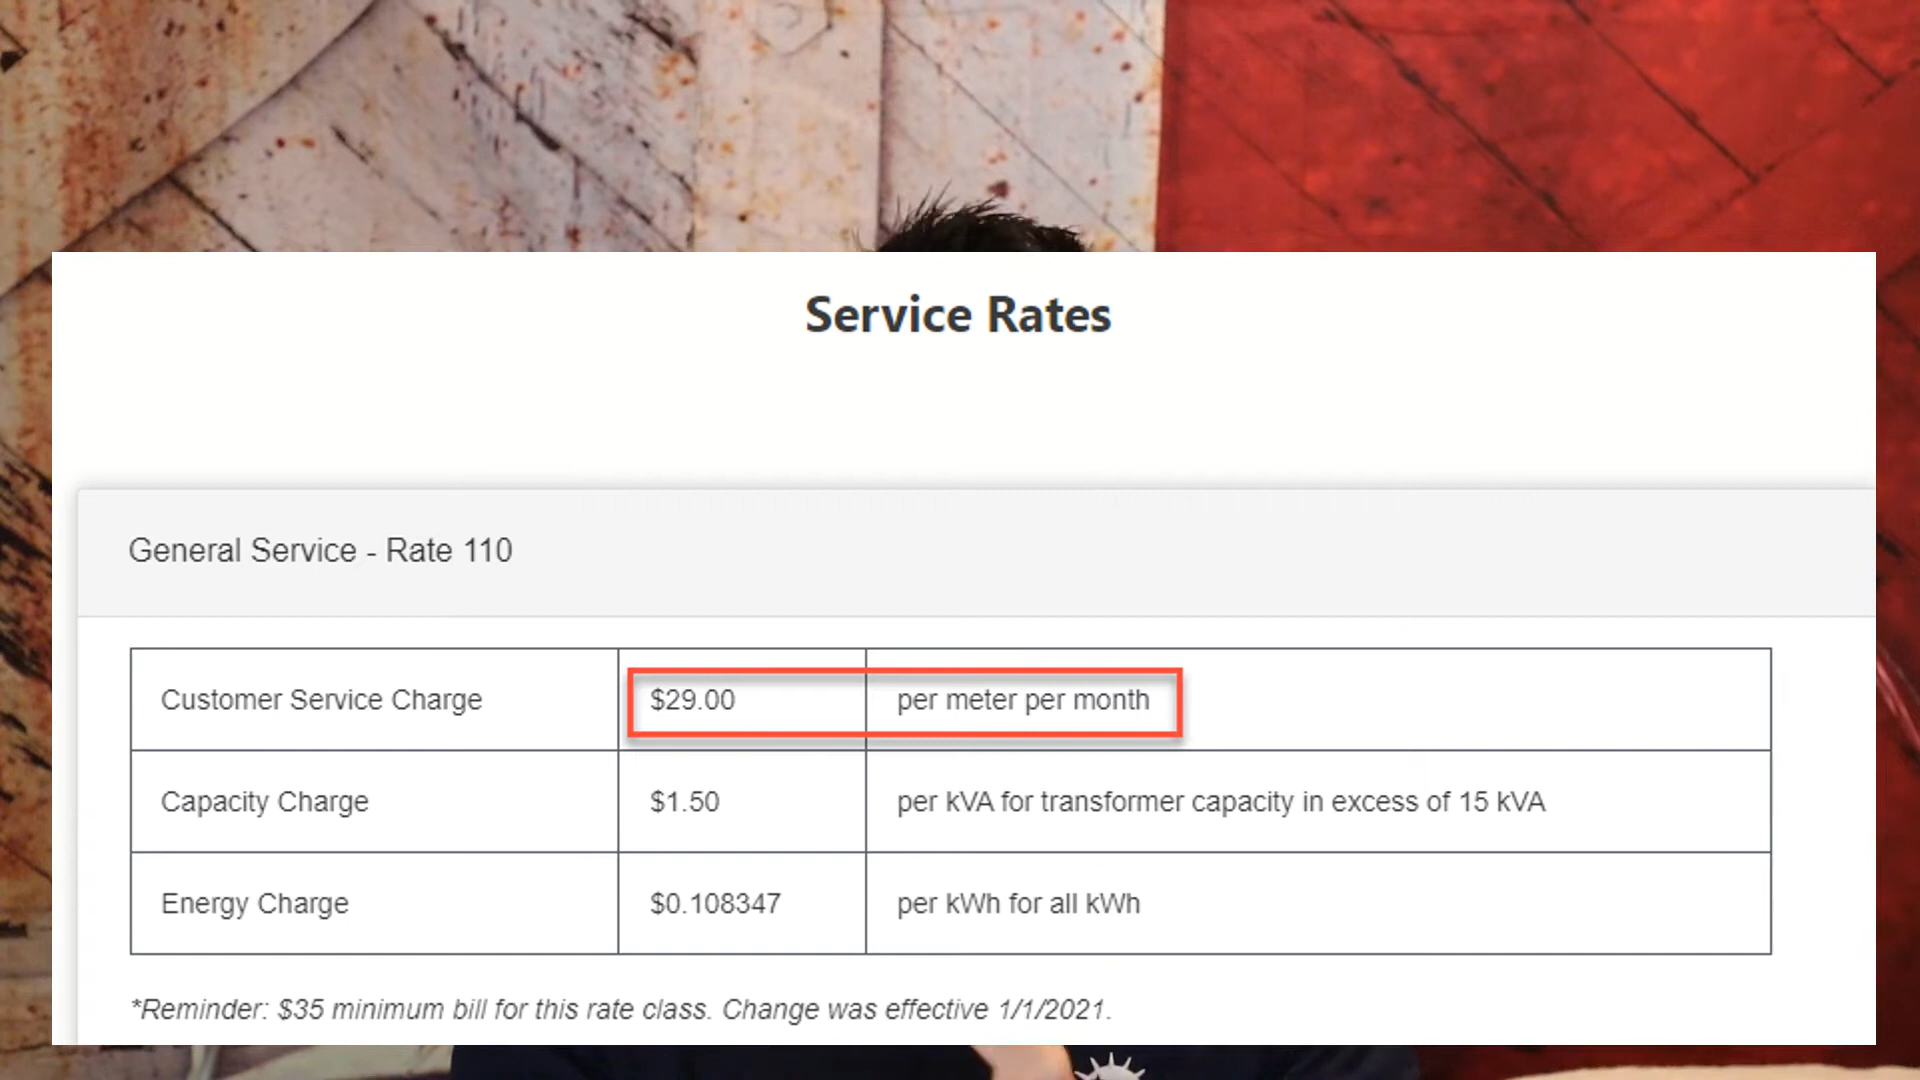 Service Rates
General Service - Rate 110
Customer Service Charge $29.00 per meter per month
Capacity Charge $1.50 per kVA for transformer capacity in excess of 15 kVA
Energy Charge $0.108347 per kWh for all kWh
*Reminder: $35 minimum bill for this rate class. Change was effective 1/1/2021.